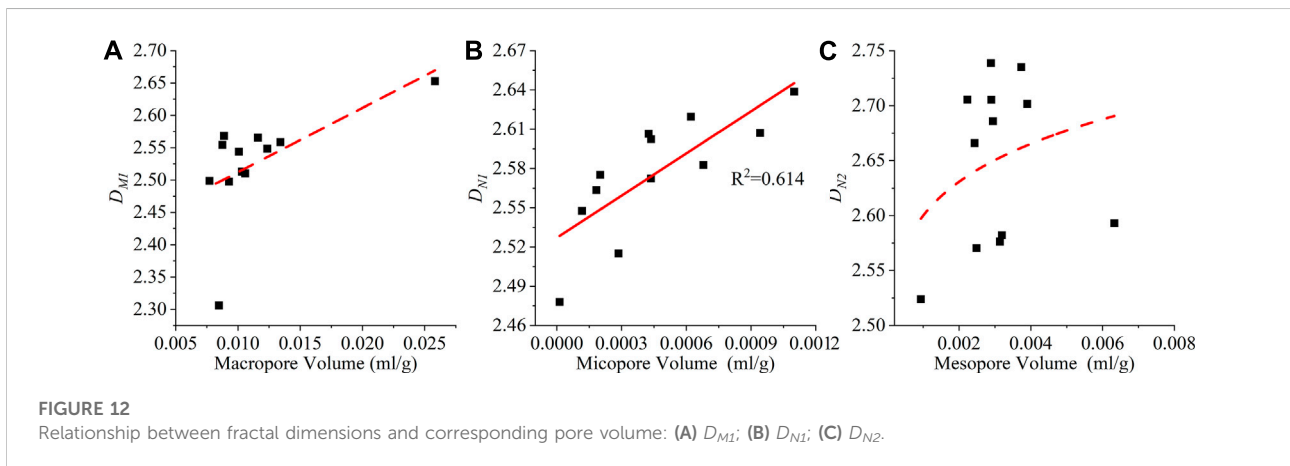 A
2.70
2.65
2.60
2.55
2.50
2.45
2.40
2.35
2.30
D_M1
0.005 0.010 0.015 0.020 0.025
Macropore Volume (ml/g)
B
2.67
2.64
2.61
2.58
2.55
2.52
2.49
2.46
D_N1
R²=0.614
0.0000 0.0003 0.0006 0.0009 0.0012
Micopore Volume (ml/g)
C
2.75
2.70
2.65
2.60
2.55
2.50
D_N2
0.002 0.004 0.006 0.008
Mesopore Volume (ml/g)
FIGURE 12
Relationship between fractal dimensions and corresponding pore volume: (A) D_M1; (B) D_N1; (C) D_N2.